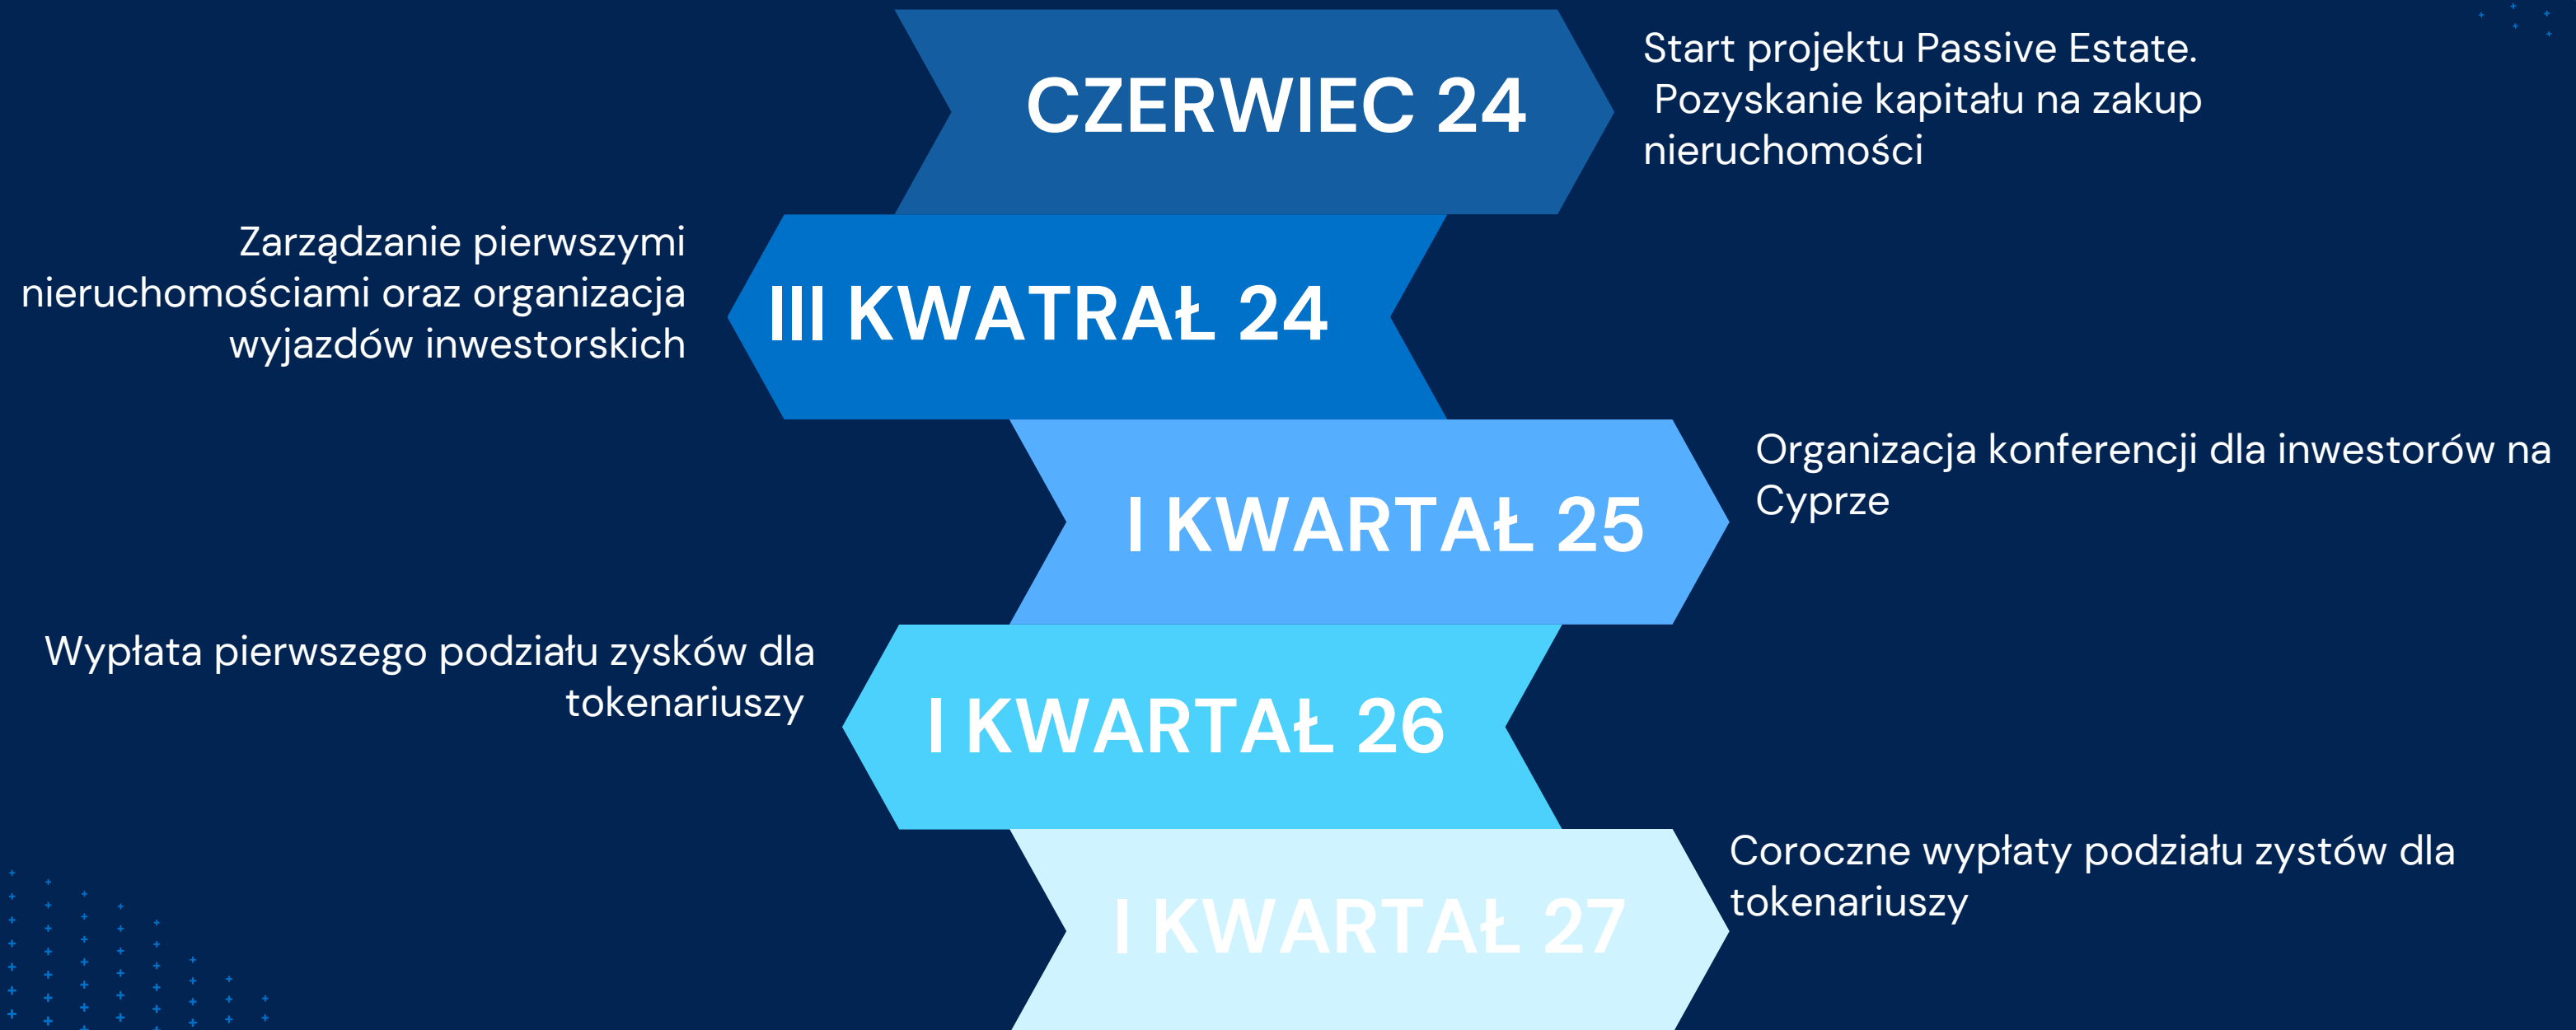 CZERWIEC 24
Start projektu Passive Estate.
Pozyskanie kapitału na zakup
nieruchomości
Zarządzanie pierwszymi
nieruchomościami oraz organizacja
wyjazdów inwestorskich
III KWATRAŁ 24
I KWARTAŁ 25
Organizacja konferencji dla inwestorów na
Cyprze
Wypłata pierwszego podziału zysków dla
tokenariuszy
I KWARTAŁ 26
I KWARTAŁ 27
Coroczne wypłaty podziału zystów dla
tokenariuszy